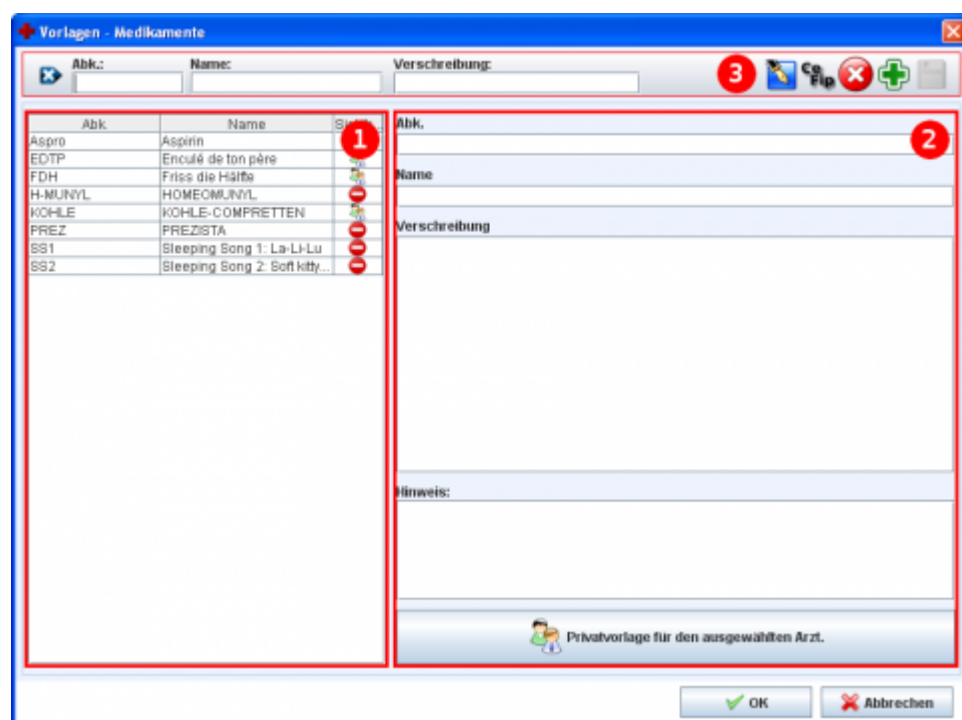 Vorlagen - Medikamente
Abk.: Name: Verschreibung:
3 Ce Fip
Abk. Name
1
Aspro Aspirin
EDTP Enculé de ton père
FDH Friss die Hälfte
H-MUNYL HOMEOMUNYL
KOHLE KOHLE-COMPRETTEN
PREZ PREZISTA
SS1 Sleeping Song 1: La-Li-Lu
SS2 Sleeping Song 2: Soft kitty...
Abk.
2
Name
Verschreibung
Hinweis:
Privatvorlage für den ausgewählten Arzt.
OK Abbrechen